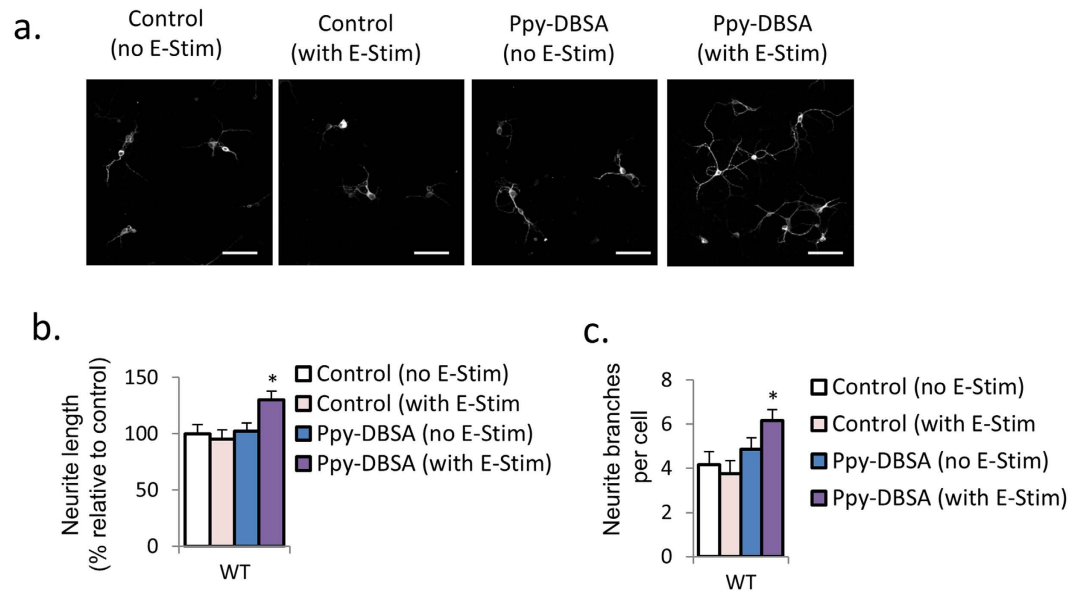 a.
Control
(no E-Stim)
Control
(with E-Stim)
Ppy-DBSA
(no E-Stim)
Ppy-DBSA
(with E-Stim)
b.
Neurite length
(% relative to control)
150
100
50
0
*
WT
Control (no E-Stim)
Control (with E-Stim
Ppy-DBSA (no E-Stim)
Ppy-DBSA (with E-Stim)
c.
Neurite branches
per cell
8
6
4
2
0
*
WT
Control (no E-Stim)
Control (with E-Stim
Ppy-DBSA (no E-Stim)
Ppy-DBSA (with E-Stim)